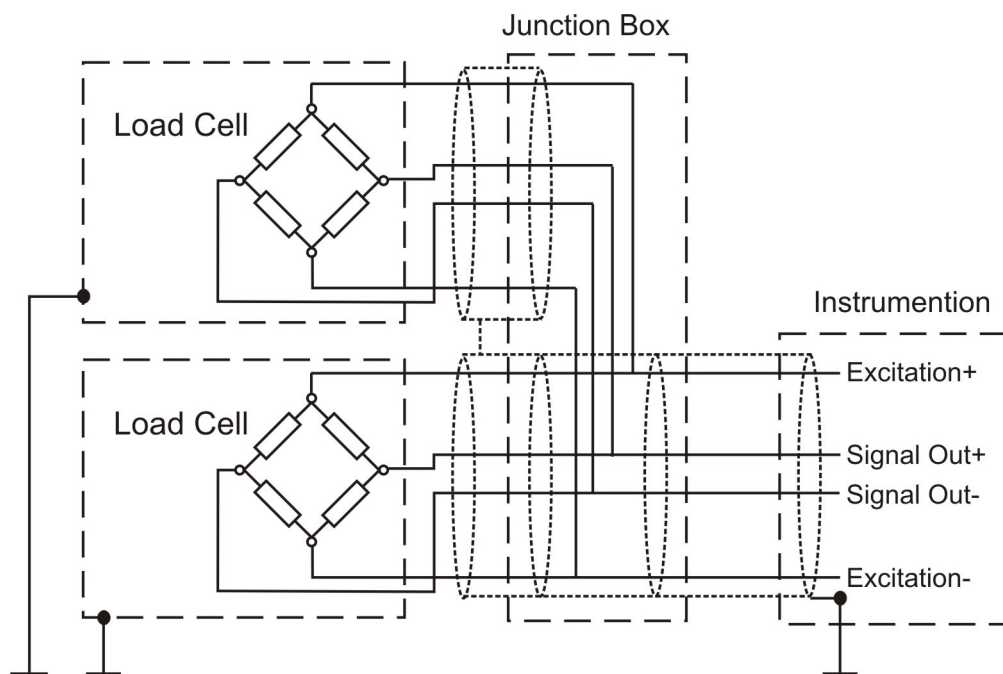 Junction Box
Load Cell
Instrumention
Excitation+
Load Cell
Signal Out+
Signal Out-
Excitation-